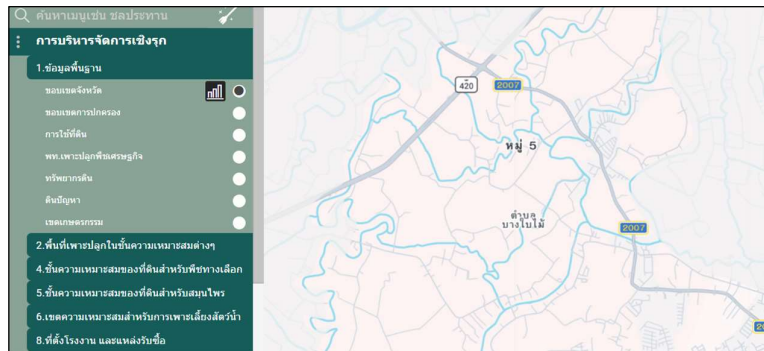 ค้นหาเมนูเช่น ชลประทาน
การบริหารจัดการเชิงรุก
1.ข้อมูลพื้นฐาน
ขอบเขตจังหวัด
ขอบเขตการปกครอง
การใช้ที่ดิน
พท.เพาะปลูกพืชเศรษฐกิจ
ทรัพยากรดิน
ดินปัญหา
เขตเกษตรกรรม
2.พื้นที่เพาะปลูกในชั้นความเหมาะสมต่างๆ
4.ชั้นความเหมาะสมของที่ดินสำหรับพืชทางเลือก
5.ชั้นความเหมาะสมของที่ดินสำหรับสมุนไพร
6.เขตความเหมาะสมสำหรับการเพาะเลี้ยงสัตว์น้ำ
8.ที่ตั้งโรงงาน และแหล่งรับซื้อ
420
2007
หมู่ 5
ตำบล
บางใบไม้
2007